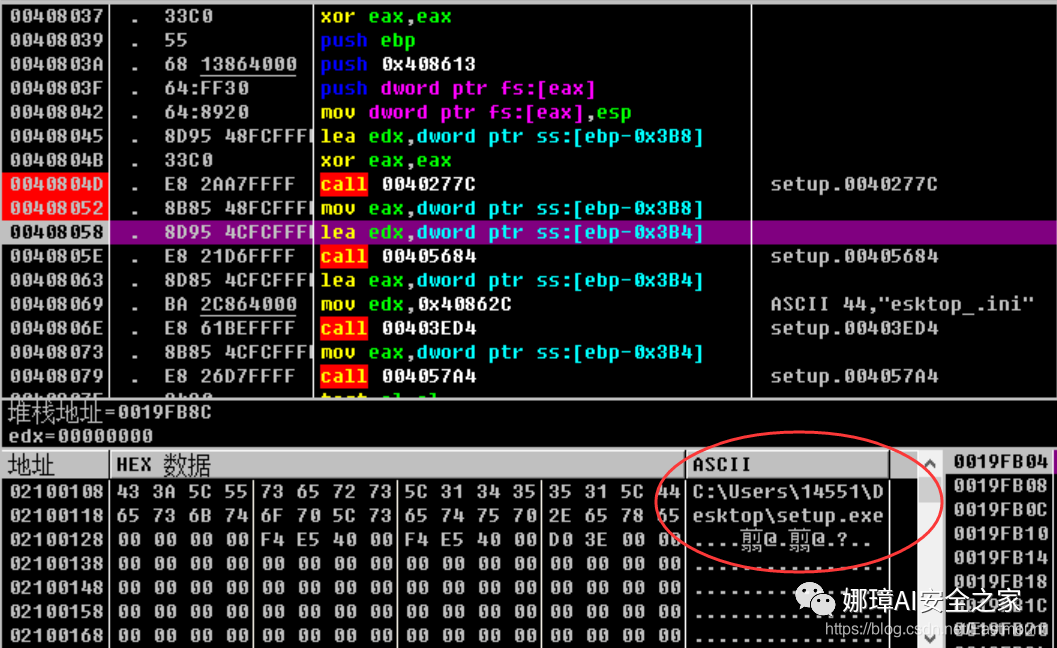 00408037 . 33C0 xor eax,eax
00408039 . 55 push ebp
0040803A . 68 13864000 push 0x408613
0040803F . 64:FF30 push dword ptr fs:[eax]
00408042 . 64:8920 mov dword ptr fs:[eax],esp
00408045 . 8D95 48FCFFFF lea edx,dword ptr ss:[ebp-0x3B8]
0040804B . 33C0 xor eax,eax
0040804D . E8 2AA7FFFF call 0040277C setup.0040277C
00408052 . 8B85 48FCFFFF mov eax,dword ptr ss:[ebp-0x3B8]
00408058 . 8D95 4CFCFFFF lea edx,dword ptr ss:[ebp-0x3B4]
0040805E . E8 21D6FFFF call 00405684 setup.00405684
00408063 . 8D85 4CFCFFFF lea eax,dword ptr ss:[ebp-0x3B4]
00408069 . BA 2C864000 mov edx,0x40862C ASCII 44,"esktop_.ini"
0040806E . E8 61BEFFFF call 00403ED4 setup.00403ED4
00408073 . 8B85 4CFCFFFF mov eax,dword ptr ss:[ebp-0x3B4]
00408079 . E8 26D7FFFF call 004057A4 setup.004057A4
堆栈地址=0019FB8C
edx=00000000
地址 HEX 数据 ASCII
02100108 43 3A 5C 55 73 65 72 73 5C 31 34 35 35 31 5C 44 C:\Users\14551\D
02100118 65 73 6B 74 6F 70 5C 73 65 74 75 70 2E 65 78 65 esktop\setup.exe
02100128 00 00 00 00 F4 E5 40 00 F4 E5 40 00 D0 3E 00 00 ....翦@.翦@.?..
02100138 00 00 00 00 00 00 00 00 00 00 00 00 00 00 00 00 ................
02100148 00 00 00 00 00 00 00 00 00 00 00 00 00 00 00 00
02100158 00 00 00 00 00 00 00 00 00 00 00 00 00 00 00 00
02100168 00 00 00 00 00 00 00 00 00 00 00 00 00 00 00 00
0019FB04
0019FB08
0019FB0C
0019FB10
0019FB14
0019FB18
娜璋AI安全之家